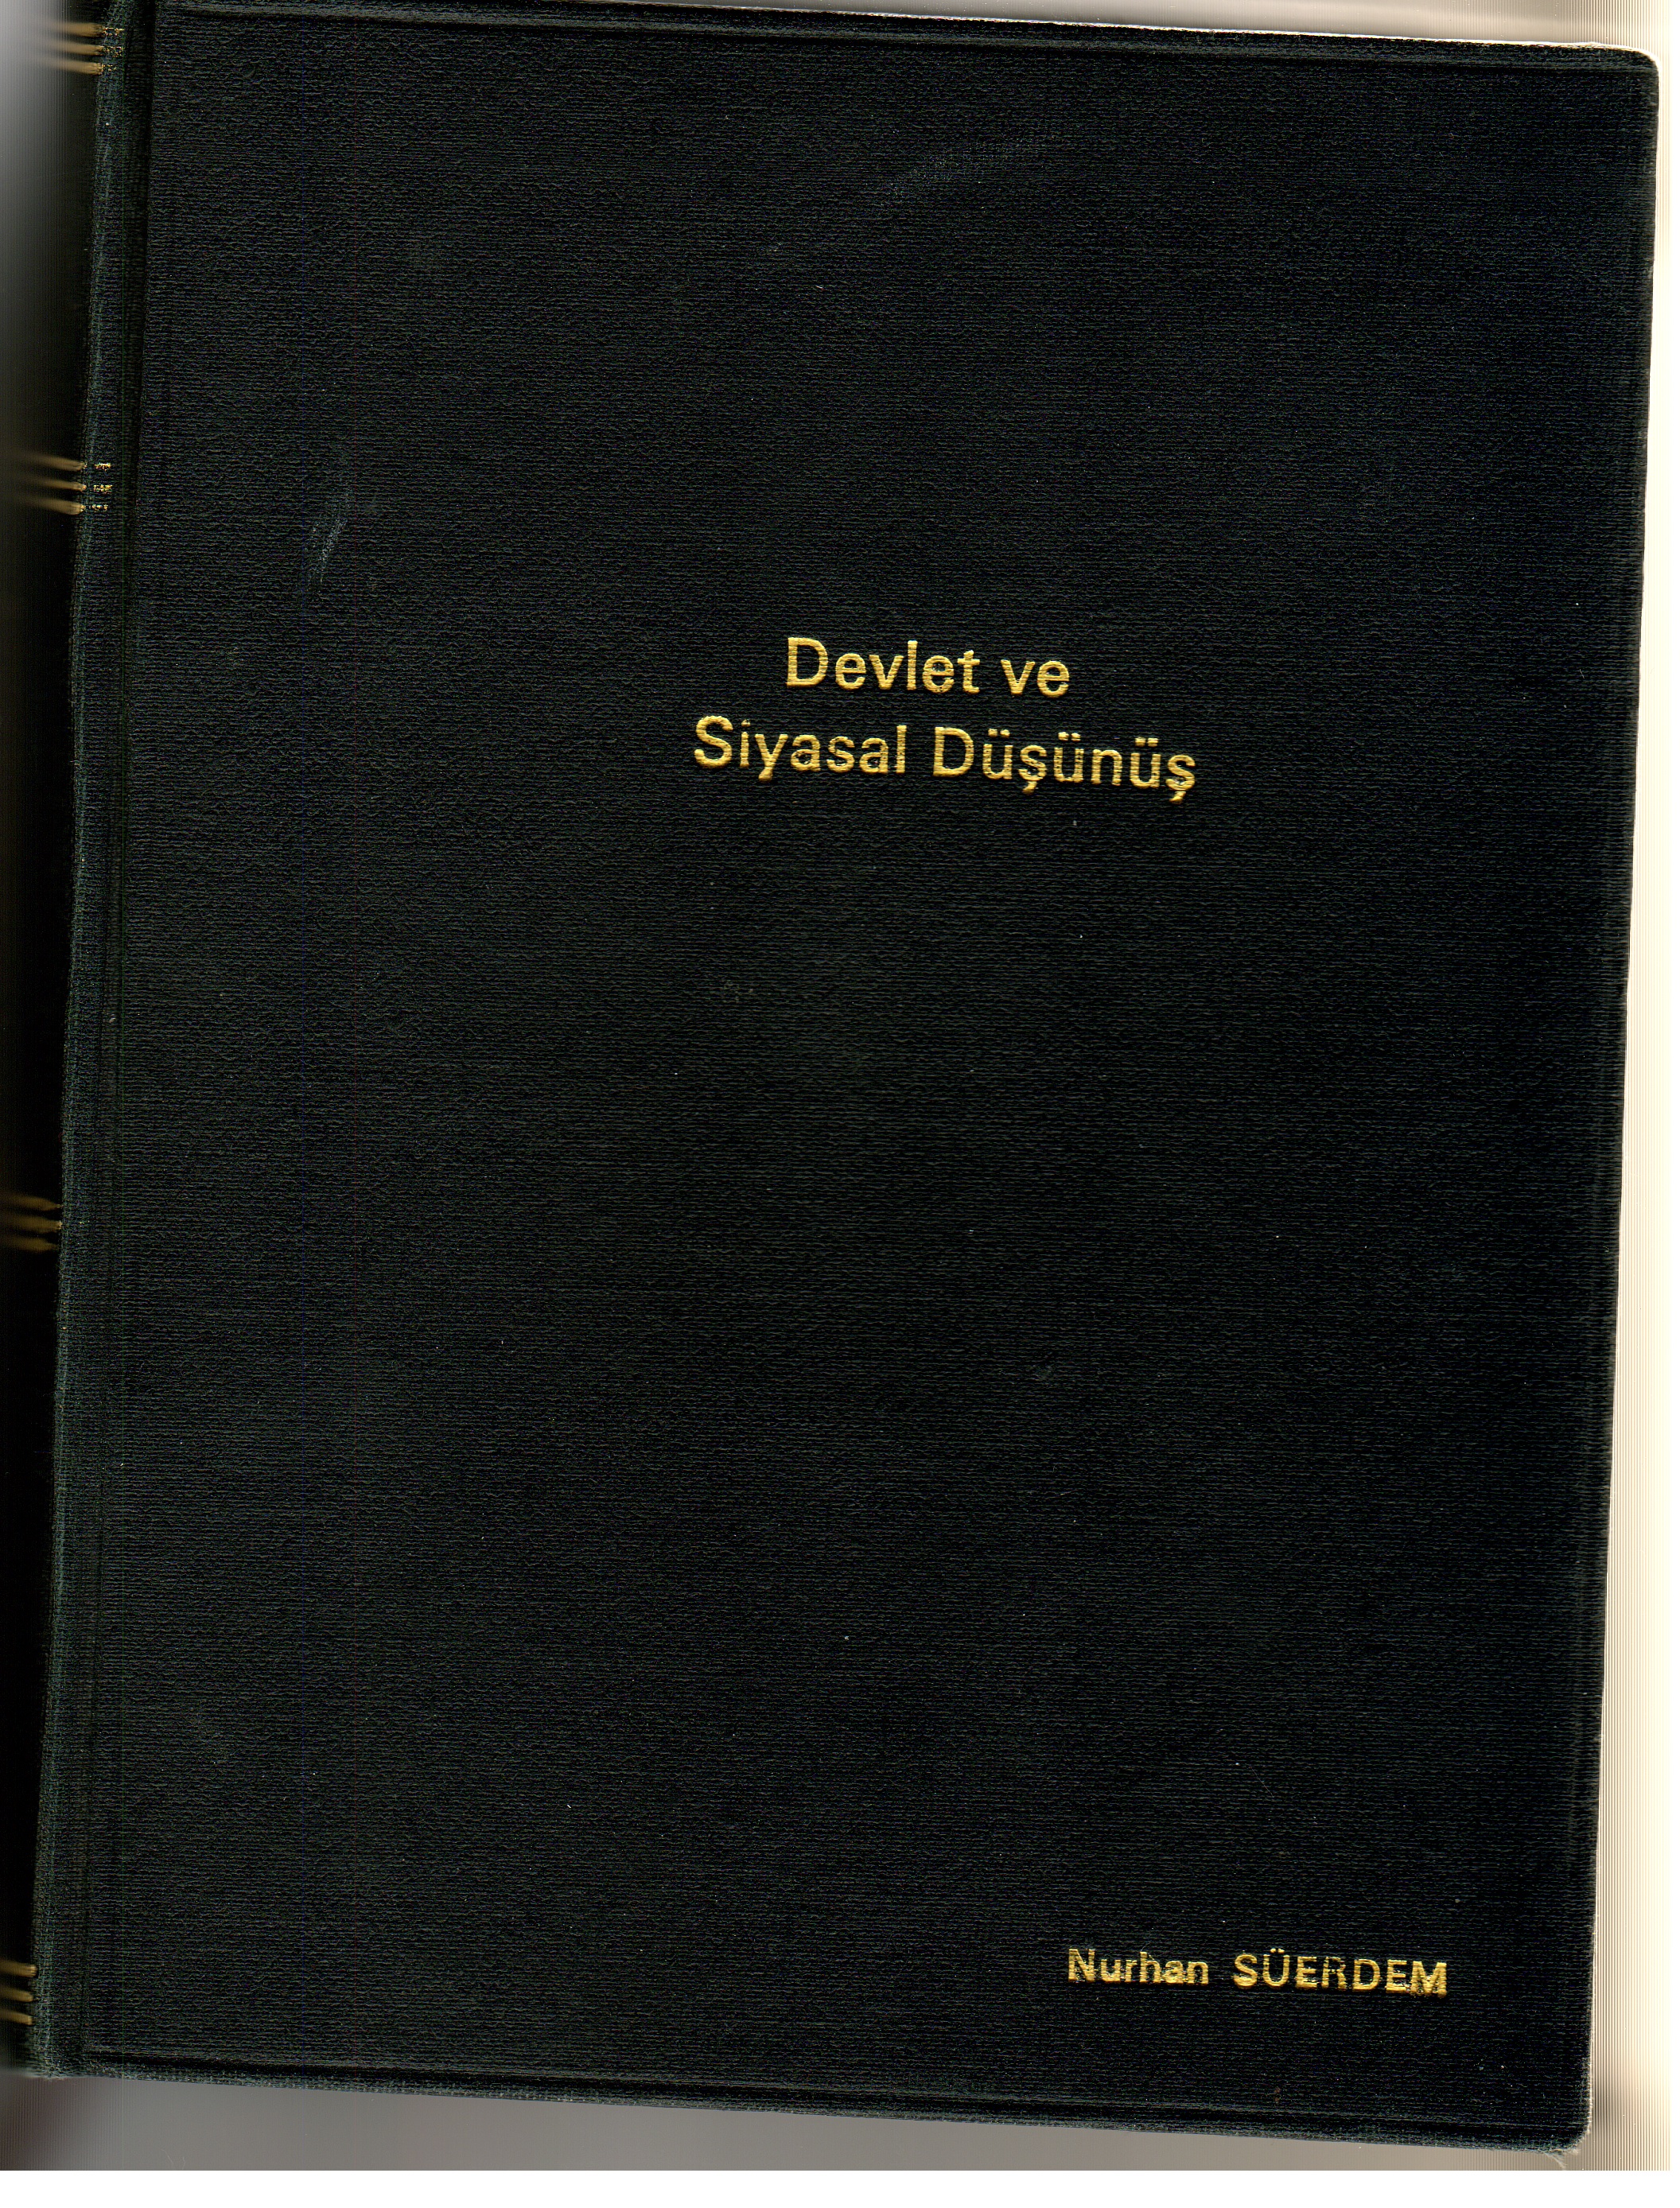 Devlet ve
Siyasal Düşünüş
Nurhan SÜERDEM